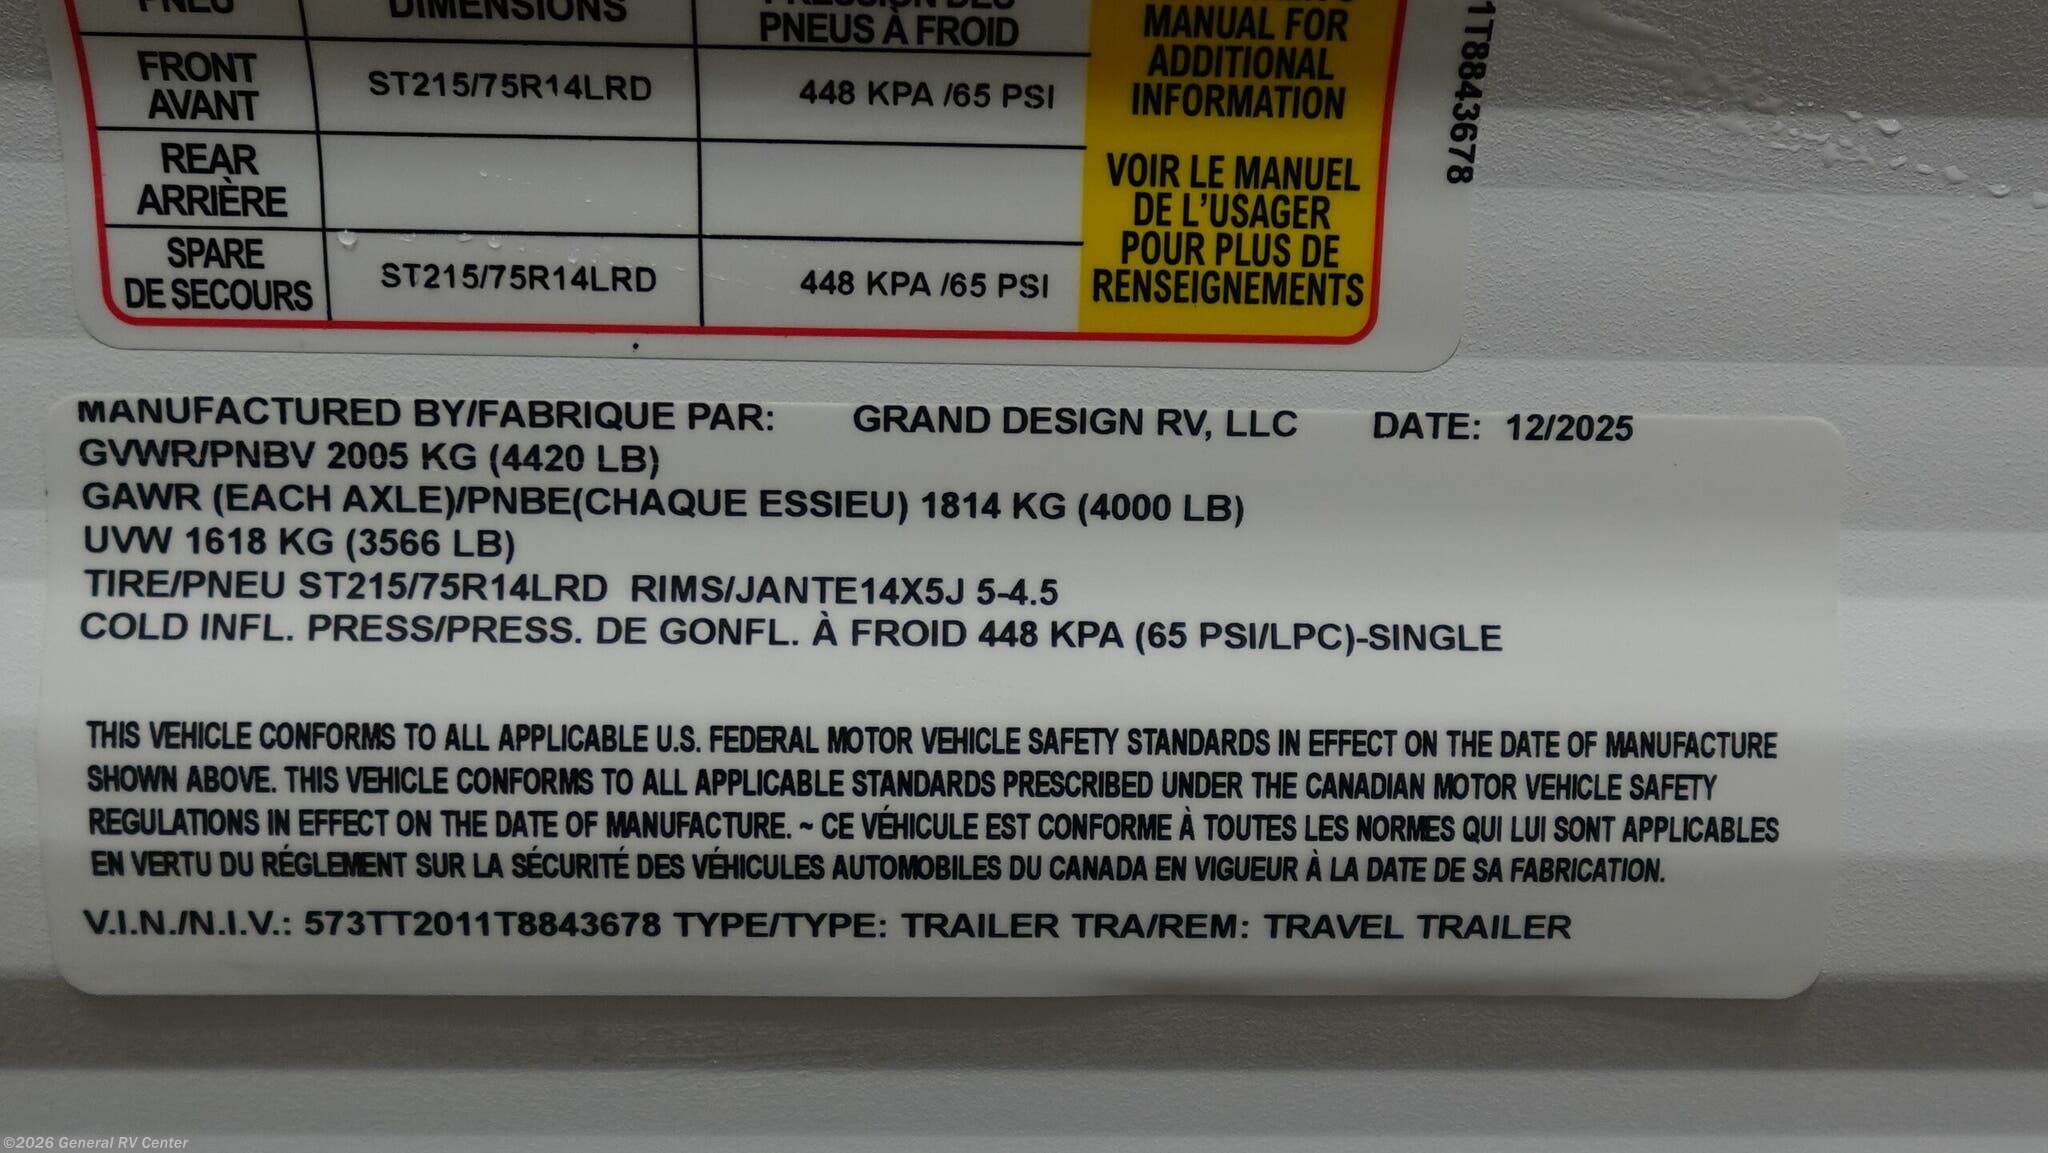 PNEU DIMENSIONS
PNEUS À FROID
FRONT
AVANT
ST215/75R14LRD
448 KPA /65 PSI
REAR
ARRIÈRE
SPARE
DE SECOURS
ST215/75R14LRD
448 KPA /65 PSI
MANUAL FOR
ADDITIONAL
INFORMATION
VOIR LE MANUEL
DE L'USAGER
POUR PLUS DE
RENSEIGNEMENTS
1T8843678
MANUFACTURED BY/FABRIQUE PAR: GRAND DESIGN RV, LLC DATE: 12/2025
GVWR/PNBV 2005 KG (4420 LB)
GAWR (EACH AXLE)/PNBE(CHAQUE ESSIEU) 1814 KG (4000 LB)
UVW 1618 KG (3566 LB)
TIRE/PNEU ST215/75R14LRD RIMS/JANTE14X5J 5-4.5
COLD INFL. PRESS/PRESS. DE GONFL. À FROID 448 KPA (65 PSI/LPC)-SINGLE
THIS VEHICLE CONFORMS TO ALL APPLICABLE U.S. FEDERAL MOTOR VEHICLE SAFETY STANDARDS IN EFFECT ON THE DATE OF MANUFACTURE
SHOWN ABOVE. THIS VEHICLE CONFORMS TO ALL APPLICABLE STANDARDS PRESCRIBED UNDER THE CANADIAN MOTOR VEHICLE SAFETY
REGULATIONS IN EFFECT ON THE DATE OF MANUFACTURE. ~ CE VÉHICULE EST CONFORME À TOUTES LES NORMES QUI LUI SONT APPLICABLES
EN VERTU DU RÉGLEMENT SUR LA SÉCURITÉ DES VÉHICULES AUTOMOBILES DU CANADA EN VIGUEUR À LA DATE DE SA FABRICATION.
V.I.N./N.I.V.: 573TT2011T8843678 TYPE/TYPE: TRAILER TRA/REM: TRAVEL TRAILER
©2026 General RV Center